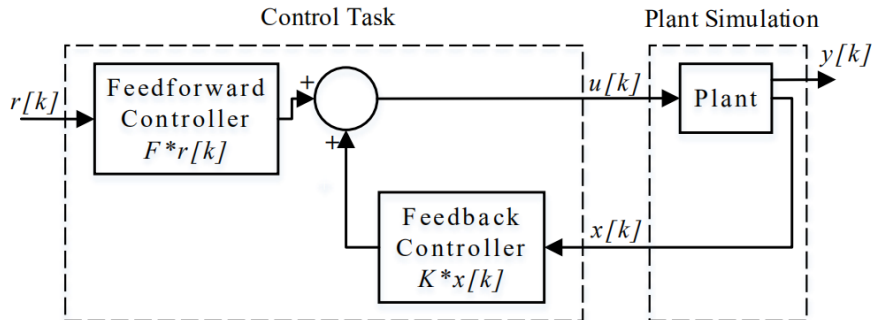 Control Task
Plant Simulation
r[k]
Feedforward
Controller
F*r[k]
+
+
u[k]
Plant
y[k]
Feedback
Controller
K*x[k]
x[k]